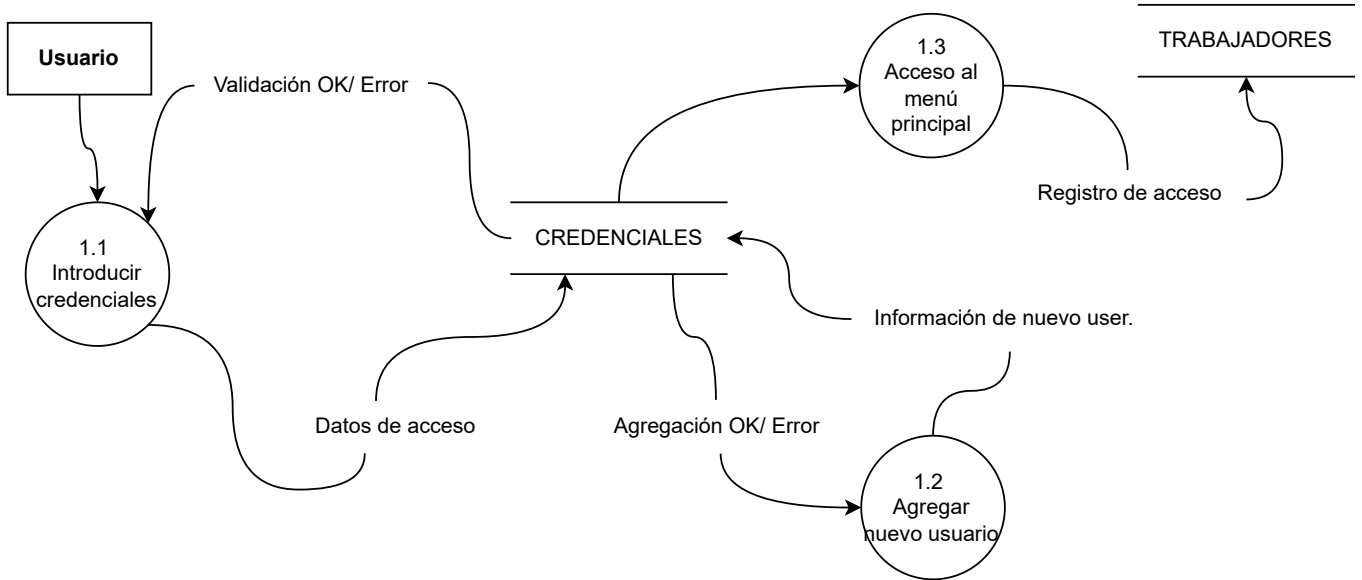 Usuario
Validación OK/ Error
1.3
Acceso al
menú
principal
TRABAJADORES
Registro de acceso
1.1
Introducir
credenciales
CREDENCIALES
Información de nuevo user.
Datos de acceso
Agregación OK/ Error
1.2
Agregar
nuevo usuario